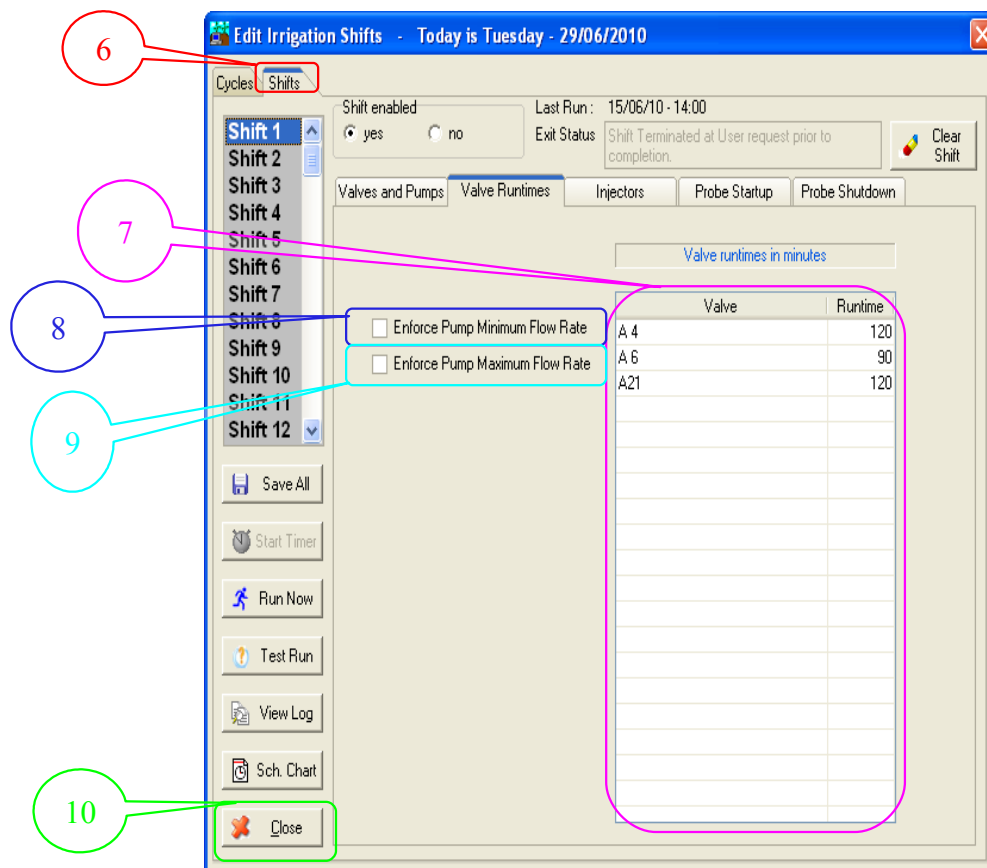 Edit Irrigation Shifts - Today is Tuesday - 29/06/2010
6
Cycles Shifts
Shift enabled
yes no
Last Run : 15/06/10 - 14:00
Exit Status
Shift Terminated at User request prior to
completion.
Clear
Shift
Shift 1
Shift 2
Shift 3
Shift 4
Shift 5
Shift 6
Shift 7
Shift 8
Shift 9
Shift 10
Shift 11
Shift 12
Valves and Pumps Valve Runtimes Injectors Probe Startup Probe Shutdown
7
Valve runtimes in minutes
Valve Runtime
A 4 120
A 6 90
A21 120
8
Enforce Pump Minimum Flow Rate
Enforce Pump Maximum Flow Rate
9
Save All
Start Timer
Run Now
Test Run
View Log
Sch. Chart
10
Close